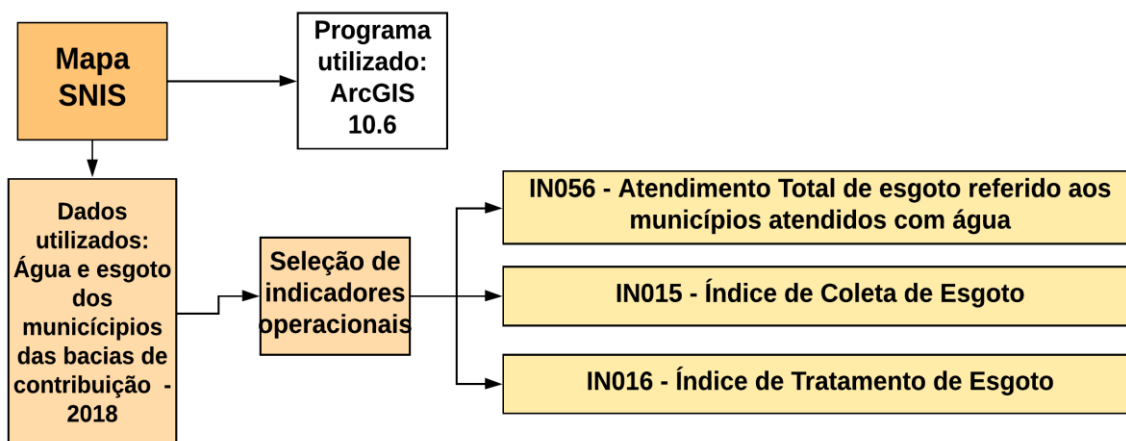 Mapa
SNIS
Programa
utilizado:
ArcGIS
10.6
Dados
utilizados:
Água e esgoto
dos
municícipios
das bacias de
contribuição -
2018
Seleção de
indicadores
operacionais
IN056 - Atendimento Total de esgoto referido aos
municípios atendidos com água
IN015 - Índice de Coleta de Esgoto
IN016 - Índice de Tratamento de Esgoto